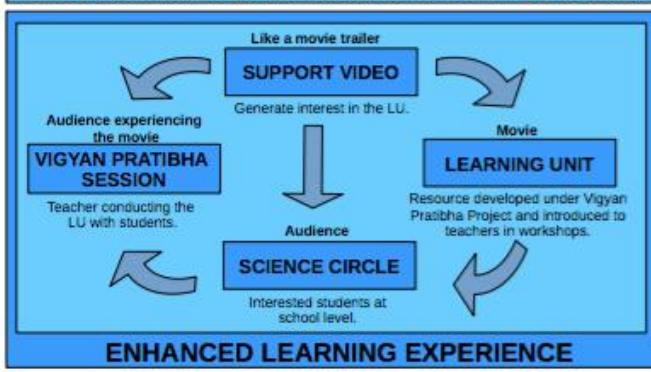 Like a movie trailer
SUPPORT VIDEO
Generate interest in the LU.
Audience experiencing
the movie
VIGYAN PRATIBHA
SESSION
Teacher conducting the
LU with students.
Movie
LEARNING UNIT
Resource developed under Vigyan
Pratibha Project and introduced to
teachers in workshops.
Audience
SCIENCE CIRCLE
Interested students at
school level.
ENHANCED LEARNING EXPERIENCE